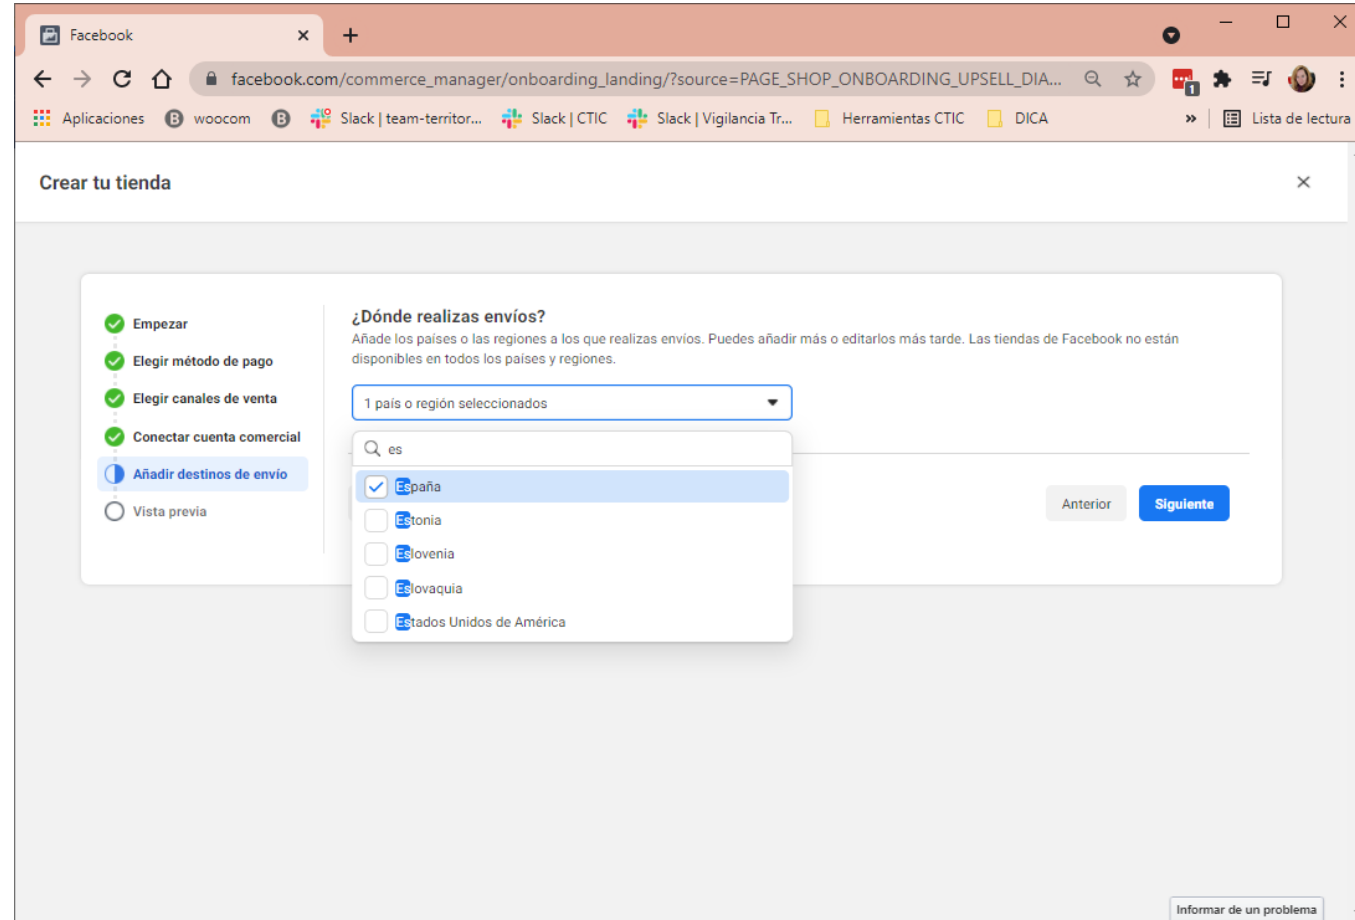 Facebook
facebook.com/commerce_manager/onboarding_landing/?source=PAGE_SHOP_ONBOARDING_UPSELL_DIA...
1
Aplicaciones
B woocom
B
Slack | team-territor...
Slack | CTIC
Slack | Vigilancia Tr...
Herramientas CTIC
DICA
»
Lista de lectura
Crear tu tienda
Empezar
Elegir método de pago
Elegir canales de venta
Conectar cuenta comercial
Añadir destinos de envío
Vista previa
¿Dónde realizas envíos?
Añade los países o las regiones a los que realizas envíos. Puedes añadir más o editarlos más tarde. Las tiendas de Facebook no están
disponibles en todos los países y regiones.
1 país o región seleccionados
es
España
Estonia
Eslovenia
Eslovaquia
Estados Unidos de América
Anterior
Siguiente
Informar de un problema